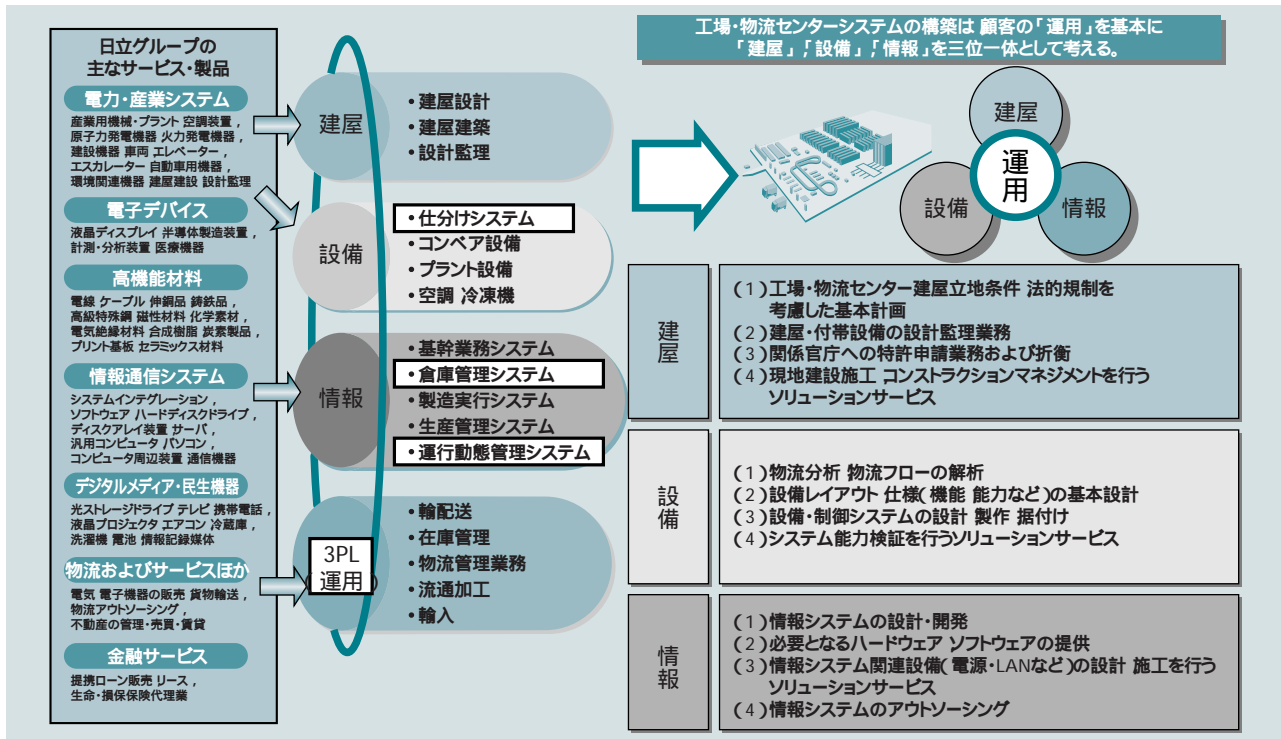 日立グループの
主なサービス・製品
電力・産業システム
産業用機械・プラント 空調装置,
原子力発電機器 火力発電機器,
建設機器 車両 エレベーター,
エスカレーター 自動車用機器,
環境関連機器 建屋建設 設計監理
電子デバイス
液晶ディスプレイ 半導体製造装置,
計測・分析装置 医療機器
高機能材料
電線 ケーブル 伸銅品 鋳鉄品,
高級特殊鋼 磁性材料 化学素材,
電気絶縁材料 合成樹脂 炭素製品,
プリント基板 セラミックス材料
情報通信システム
システムインテグレーション,
ソフトウェア ハードディスクドライブ,
ディスクアレイ装置 サーバ,
汎用コンピュータ パソコン,
コンピュータ周辺装置 通信機器
デジタルメディア・民生機器
光ストレージドライブ テレビ 携帯電話,
液晶プロジェクタ エアコン 冷蔵庫,
洗濯機 電池 情報記録媒体
物流およびサービスほか
電気 電子機器の販売 貨物輸送,
物流アウトソーシング,
不動産の管理・売買・賃貸
金融サービス
提携ローン販売 リース,
生命・損保保険代理業
建屋
・建屋設計
・建屋建築
・設計監理
設備
・仕分けシステム
・コンベア設備
・プラント設備
・空調 冷凍機
情報
・基幹業務システム
・倉庫管理システム
・製造実行システム
・生産管理システム
・運行動態管理システム
3PL
(運用)
・輸配送
・在庫管理
・物流管理業務
・流通加工
・輸入
工場・物流センターシステムの構築は 顧客の「運用」を基本に
「建屋」,「設備」,「情報」を三位一体として考える。
建屋
運用
設備
情報
建屋
(1)工場・物流センター建屋立地条件 法的規制を
考慮した基本計画
(2)建屋・付帯設備の設計監理業務
(3)関係官庁への特許申請業務および折衝
(4)現地建設施工 コンストラクションマネジメントを行う
ソリューションサービス
設備
(1)物流分析 物流フローの解析
(2)設備レイアウト 仕様(機能 能力など)の基本設計
(3)設備・制御システムの設計 製作 据付け
(4)システム能力検証を行うソリューションサービス
情報
(1)情報システムの設計・開発
(2)必要となるハードウェア ソフトウェアの提供
(3)情報システム関連設備(電源・LANなど)の設計 施工を行う
ソリューションサービス
(4)情報システムのアウトソーシング